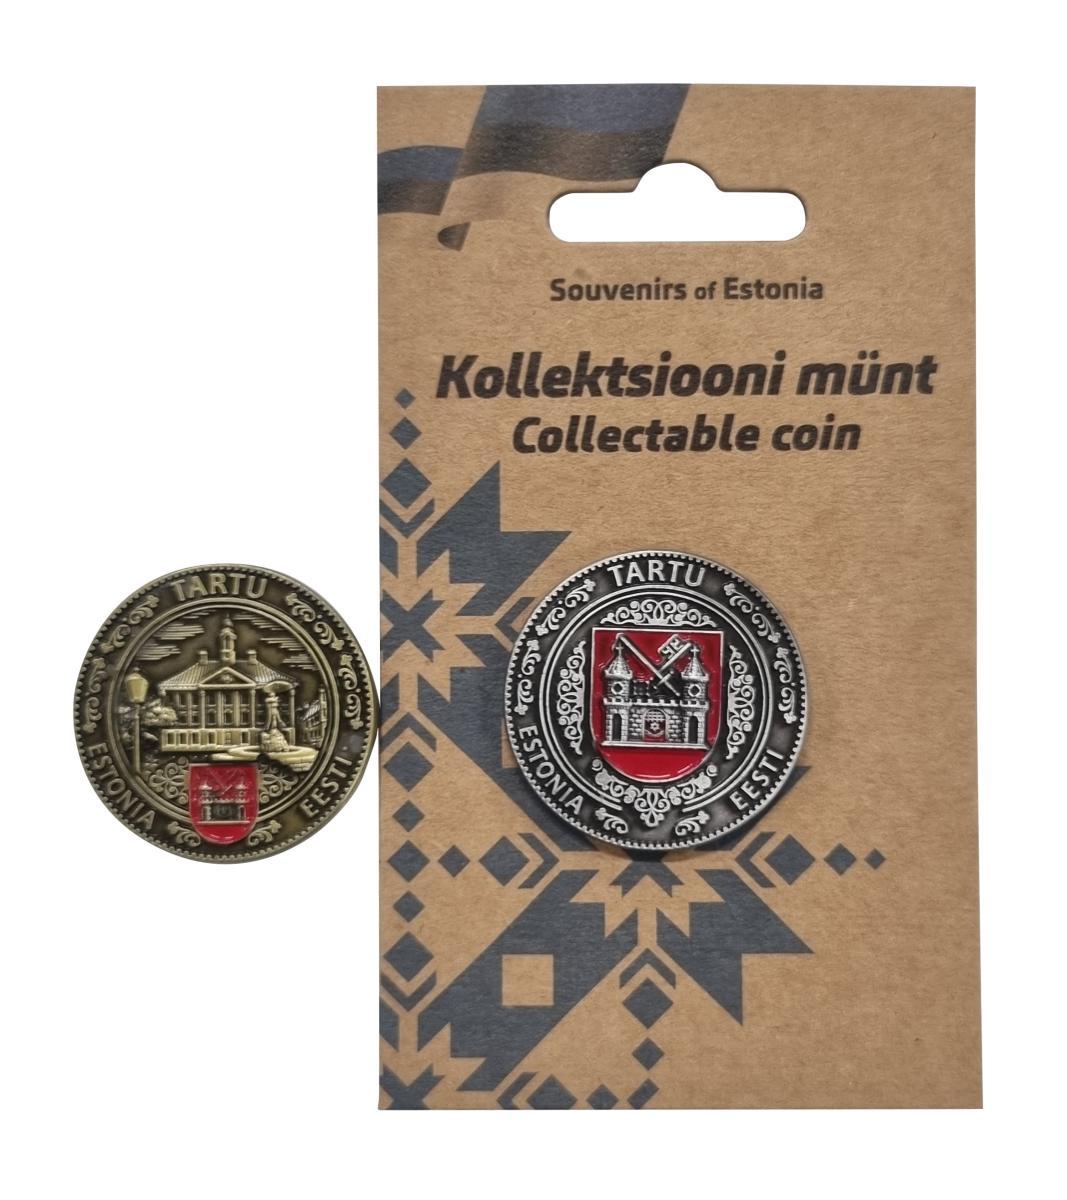 Souvenirs of Estonia
Kollektsiooni münt
Collectable coin
TARTU
ESTONIA
EESTI
TARTU
ESTONIA
EESTI